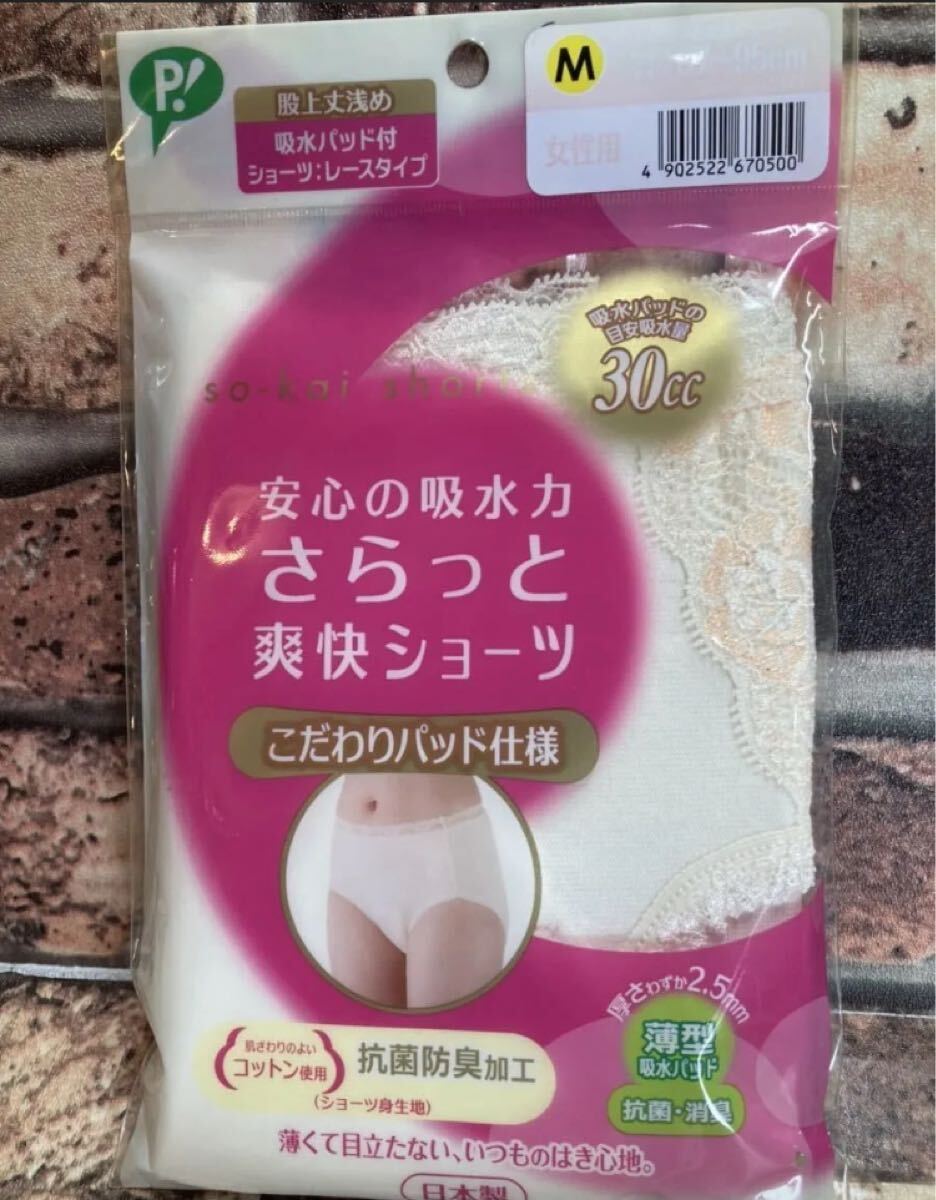 P!
股上丈浅め
吸水パッド付
ショーツ:レースタイプ
M
女性用
4 902522 670500
吸水パッドの
目安吸水量
30cc
so-kai
安心の吸水力
さらっと
爽快ショーツ
こだわりパッド仕様
厚さわずか2.5mm
薄型
吸水パッド
抗菌・消臭
肌ざわりのよい
コットン使用
抗菌防臭加工
(ショーツ身生地)
薄くて目立たない、いつものはき心地。
日本製